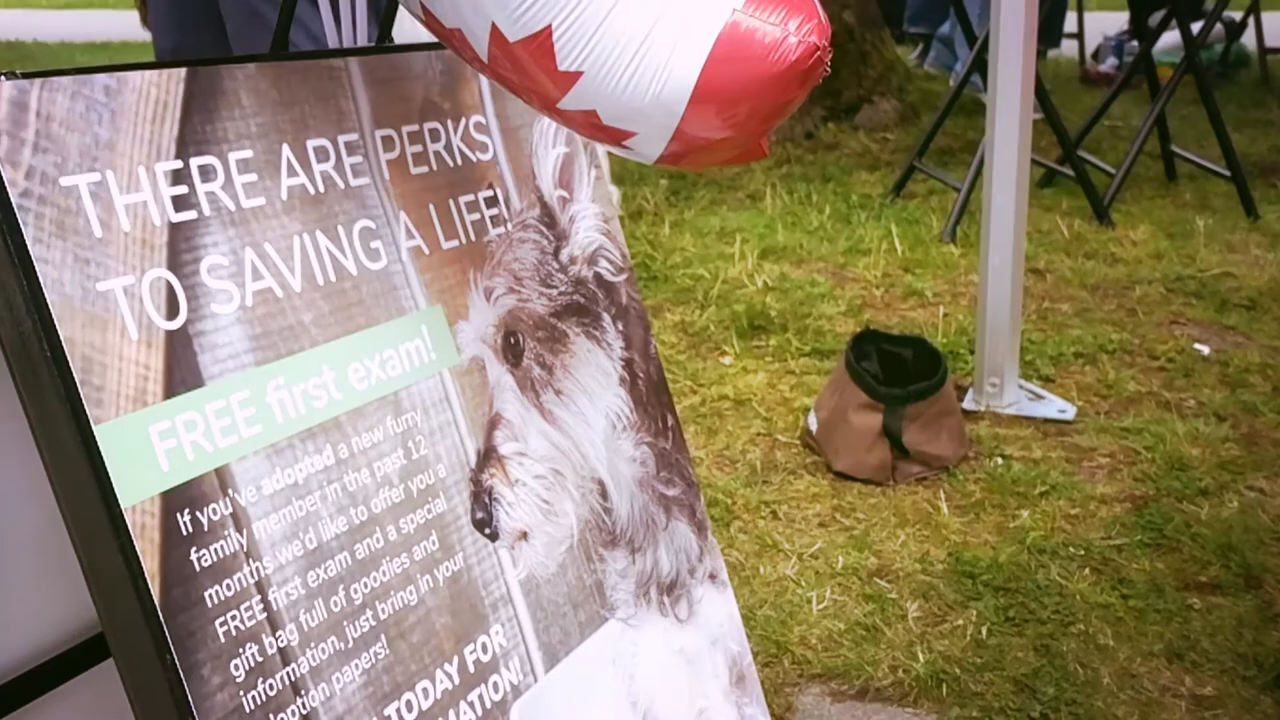 THERE ARE PERKS
TO SAVING A LIFE!
FREE first exam!
If you've adopted a new furry
family member in the past 12
months we'd like to offer you a
FREE first exam and a special
gift bag full of goodies and
information, just bring in your
papers!
TODAY FOR